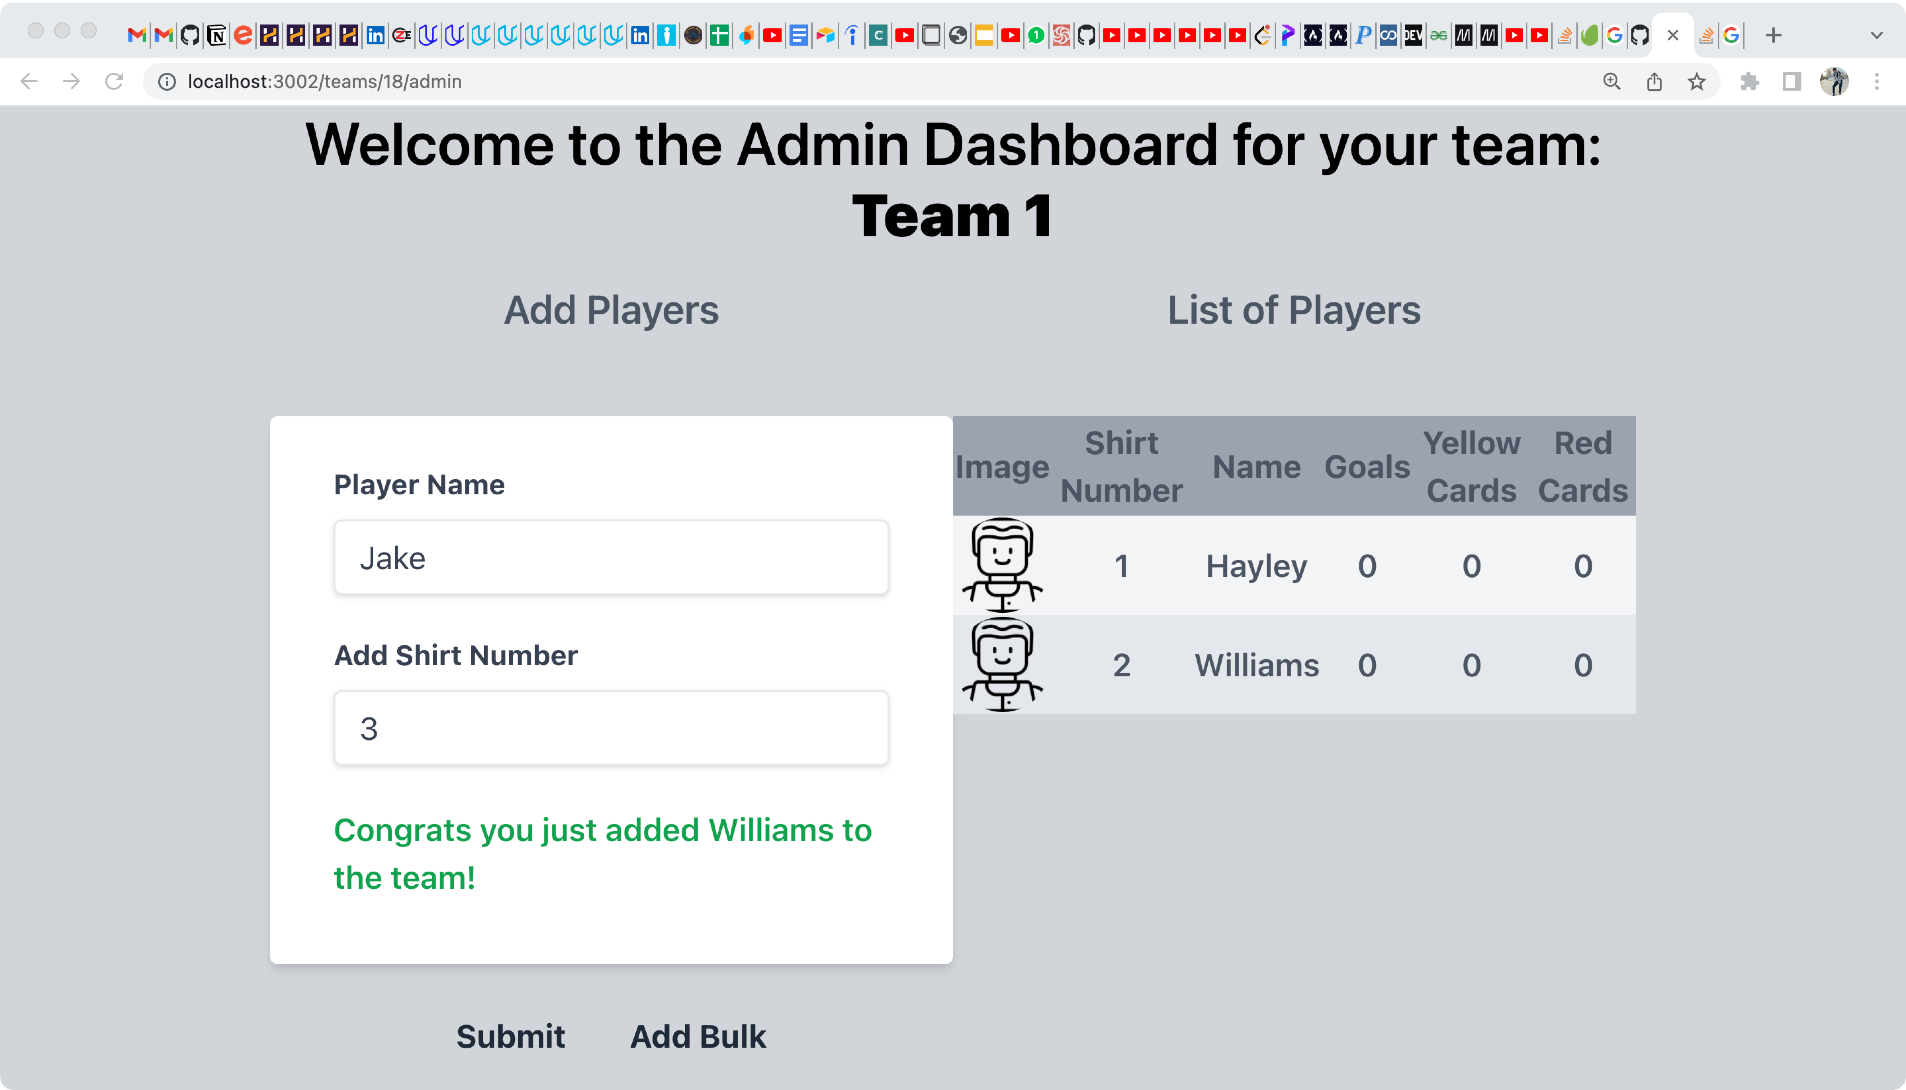 localhost:3002/teams/18/admin
Welcome to the Admin Dashboard for your team:
Team 1
Add Players
List of Players
Player Name
Jake
Add Shirt Number
3
Congrats you just added Williams to
the team!
Submit Add Bulk
Image Shirt Number Name Goals Yellow Cards Red Cards
1 Hayley 0 0 0
2 Williams 0 0 0